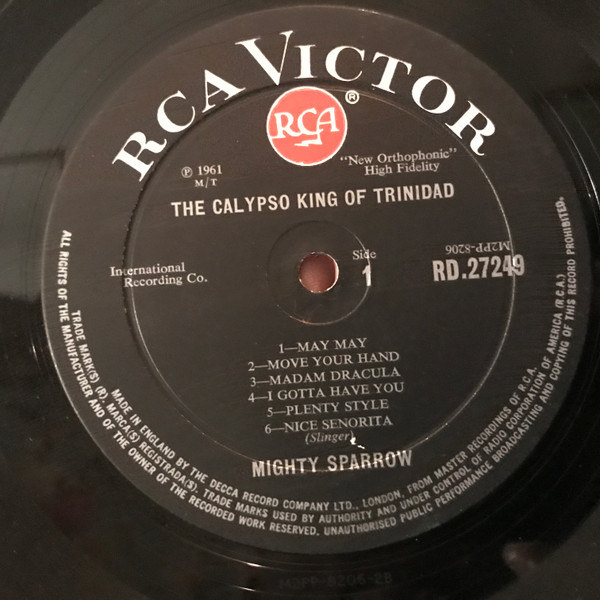 RCA VICTOR
RCA
®
℗ 1961
M/T
"New Orthophonic"
High Fidelity
THE CALYPSO KING OF TRINIDAD
International
Recording Co.
Side
1
M2PP-8206
RD.27249
1—MAY MAY
2—MOVE YOUR HAND
3—MADAM DRACULA
4—I GOTTA HAVE YOU
5—PLENTY STYLE
6—NICE SENORITA
(Slinger)
MIGHTY SPARROW
TRADE MARK(S) (R). MARCA(S) REGISTRADA(S). TRADE MARKS USED BY AUTHORITY AND UNDER CONTROL OF RADIO CORPORATION OF AMERICA (R.C.A.)
MADE IN ENGLAND BY THE DECCA RECORD COMPANY LTD., LONDON, FROM MASTER RECORDINGS OF R.C.A.
ALL RIGHTS OF THE MANUFACTURER AND OF THE OWNER OF THE RECORDED WORK RESERVED. UNAUTHORISED PUBLIC PERFORMANCE BROADCASTING AND COPYING OF THIS RECORD PROHIBITED.
M2PP-8206-2B